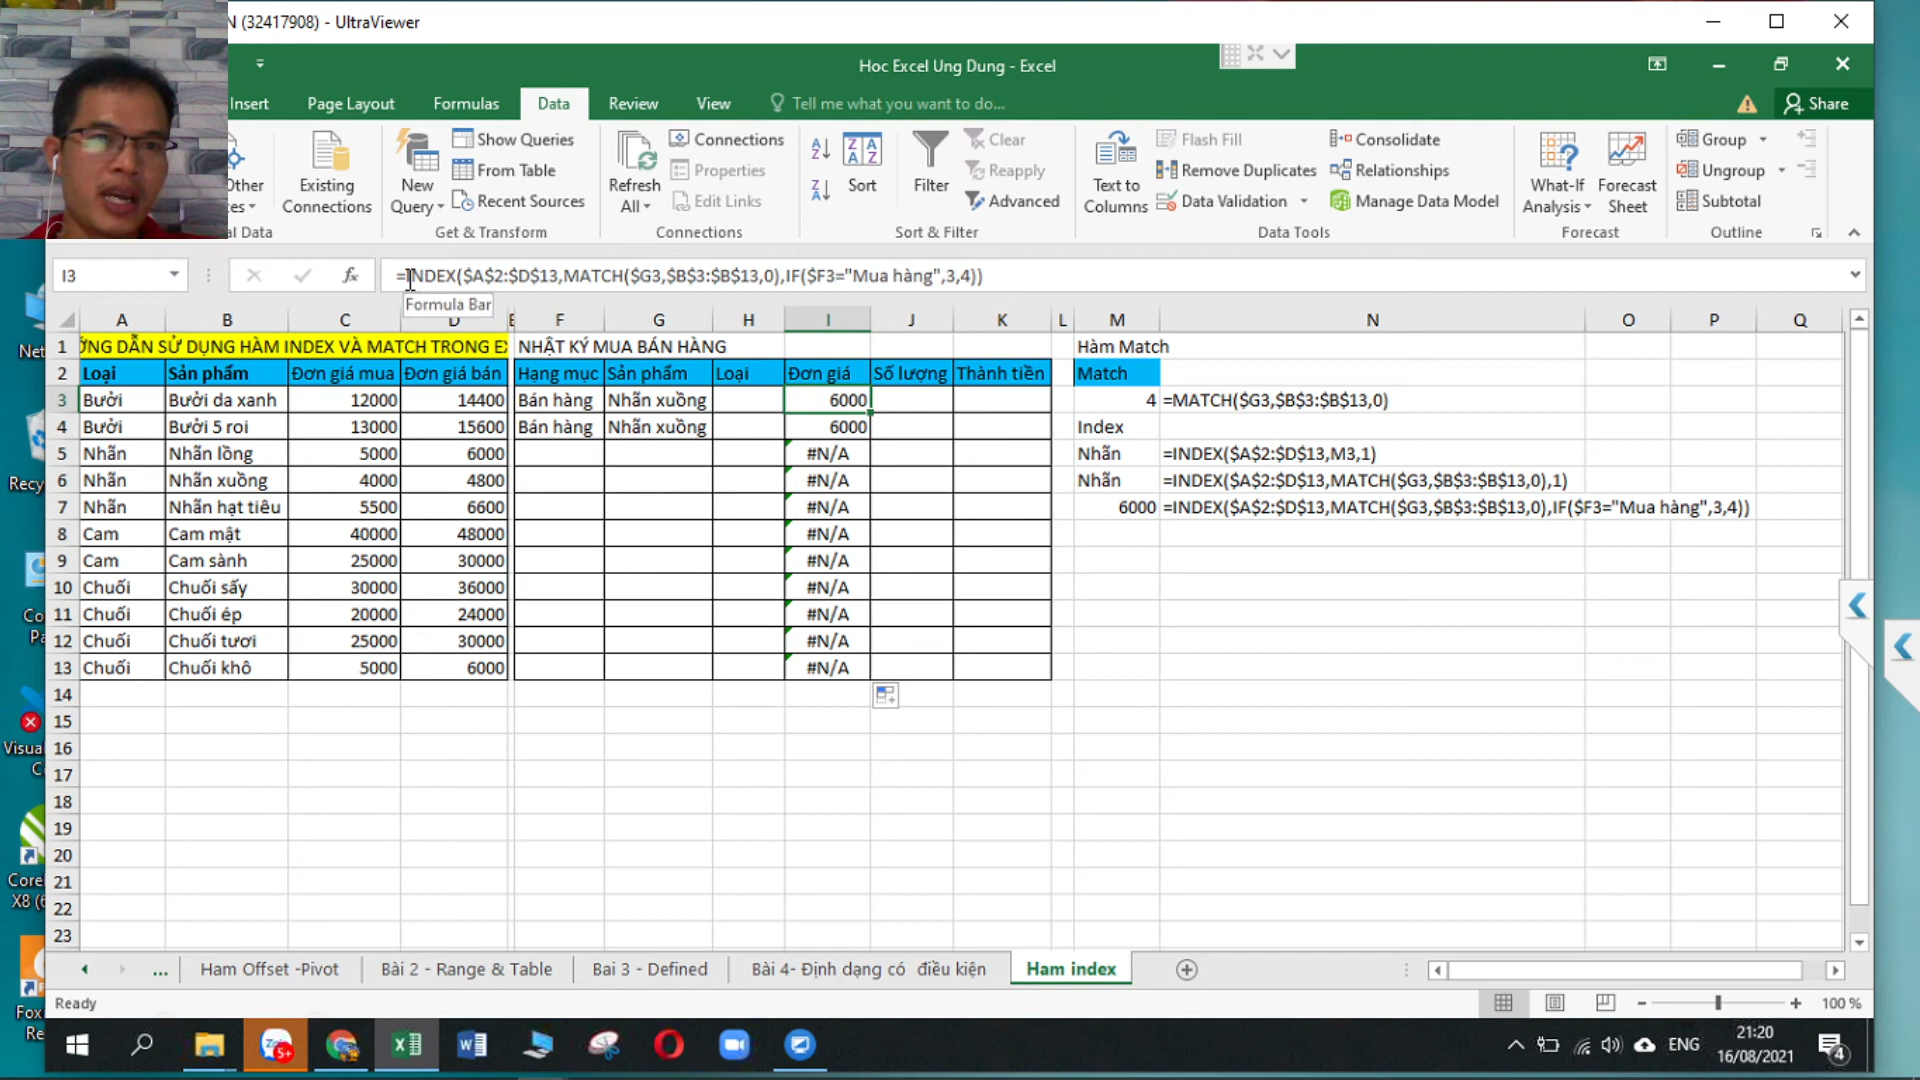 N (32417908) - UltraViewer
Hoc Excel Ung Dung - Excel
Insert Page Layout Formulas Data Review View Tell me what you want to do... Share
Existing Connections
New Query
Show Queries
From Table
Recent Sources
Get & Transform
Refresh All
Connections
Properties
Edit Links
Connections
Sort
Filter
Clear
Reapply
Advanced
Sort & Filter
Text to Columns
Flash Fill
Remove Duplicates
Data Validation
Consolidate
Relationships
Manage Data Model
Data Tools
What-If Analysis
Forecast Sheet
Forecast
Group
Ungroup
Subtotal
Outline
I3 fx =INDEX($A$2:$D$13,MATCH($G3,$B$3:$B$13,0),IF($F3="Mua hàng",3,4))
Formula Bar
A B C D E F G H I J K L M N O P Q
1 ỚNG DẪN SỬ DỤNG HÀM INDEX VÀ MATCH TRONG EX NHẬT KÝ MUA BÁN HÀNG Hàm Match
2 Loại Sản phẩm Đơn giá mua Đơn giá bán Hạng mục Sản phẩm Loại Đơn giá Số lượng Thành tiền Match
3 Bưởi Bưởi da xanh 12000 14400 Bán hàng Nhãn xuồng 6000 4 =MATCH($G3,$B$3:$B$13,0)
4 Bưởi Bưởi 5 roi 13000 15600 Bán hàng Nhãn xuồng 6000 Index
5 Nhãn Nhãn lồng 5000 6000 #N/A Nhãn =INDEX($A$2:$D$13,M3,1)
6 Nhãn Nhãn xuồng 4000 4800 #N/A Nhãn =INDEX($A$2:$D$13,MATCH($G3,$B$3:$B$13,0),1)
7 Nhãn Nhãn hạt tiêu 5500 6600 #N/A 6000 =INDEX($A$2:$D$13,MATCH($G3,$B$3:$B$13,0),IF($F3="Mua hàng",3,4))
8 Cam Cam mật 40000 48000 #N/A
9 Cam Cam sành 25000 30000 #N/A
10 Chuối Chuối sấy 30000 36000 #N/A
11 Chuối Chuối ép 20000 24000 #N/A
12 Chuối Chuối tươi 25000 30000 #N/A
13 Chuối Chuối khô 5000 6000 #N/A
14
15
16
17
18
19
20
21
22
23
... Ham Offset -Pivot Bài 2 - Range & Table Bai 3 - Defined Bài 4- Định dạng có điều kiện Ham index
Ready 100 %
ENG 21:20
16/08/2021 4